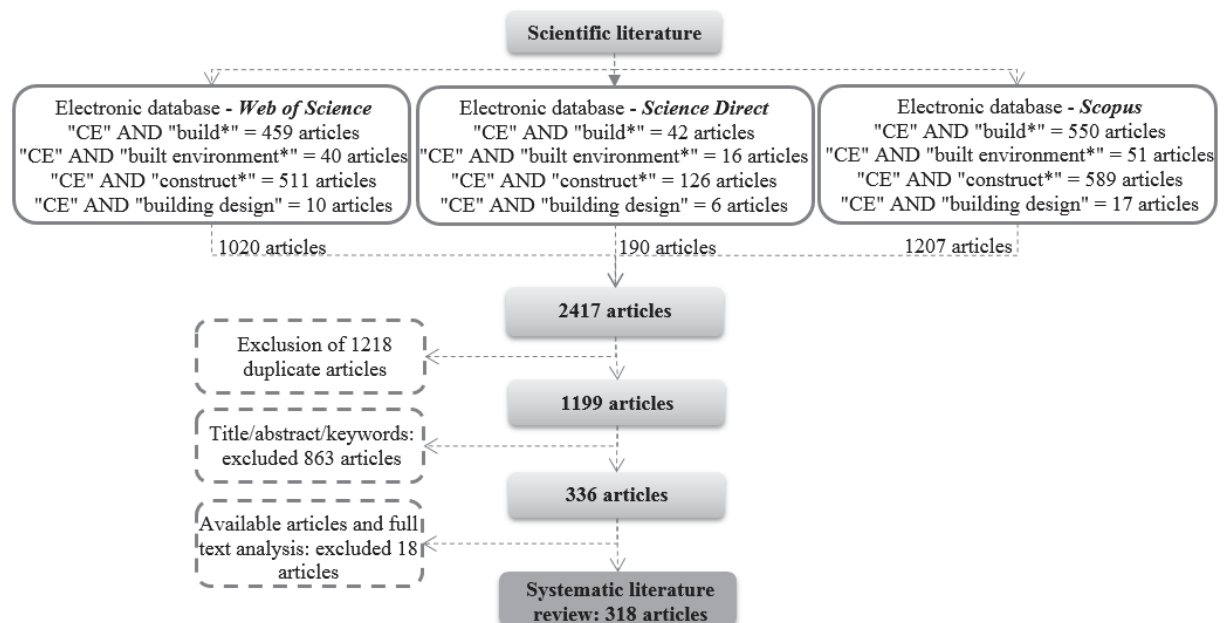 Scientific literature
Electronic database - Web of Science
"CE" AND "build*" = 459 articles
"CE" AND "built environment*" = 40 articles
"CE" AND "construct*" = 511 articles
"CE" AND "building design" = 10 articles
Electronic database - Science Direct
"CE" AND "build*" = 42 articles
"CE" AND "built environment*" = 16 articles
"CE" AND "construct*" = 126 articles
"CE" AND "building design" = 6 articles
Electronic database - Scopus
"CE" AND "build*" = 550 articles
"CE" AND "built environment*" = 51 articles
"CE" AND "construct*" = 589 articles
"CE" AND "building design" = 17 articles
1020 articles
190 articles
1207 articles
2417 articles
Exclusion of 1218
duplicate articles
1199 articles
Title/abstract/keywords:
excluded 863 articles
336 articles
Available articles and full
text analysis: excluded 18
articles
Systematic literature
review: 318 articles